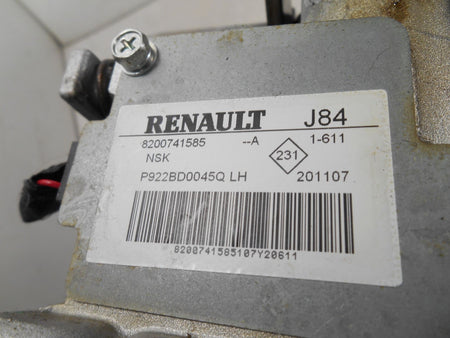 RENAULT J84
8200741585 --A 1-611
NSK 231
P922BD0045Q LH 201107
8200741585107Y20611